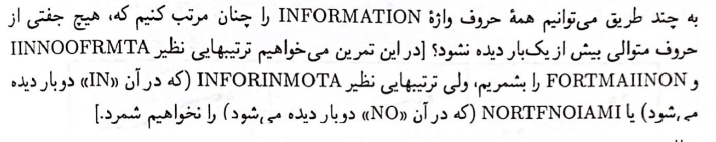 به چند طریق می‌توانیم همهٔ حروف واژهٔ INFORMATION را چنان مرتب کنیم که، هیچ جفتی از
حروف متوالی بیش از یک‌بار دیده نشود؟ [در این تمرین می‌خواهیم ترتیبهایی نظیر IINNOOFRMTA
و FORTMAIINON را بشمریم، ولی ترتیبهایی نظیر INFORINMOTA (که در آن «IN» دوبار دیده
می‌شود) یا NORTFNOIAMI (که در آن «NO» دوبار دیده می‌شود) را نخواهیم شمرد.]